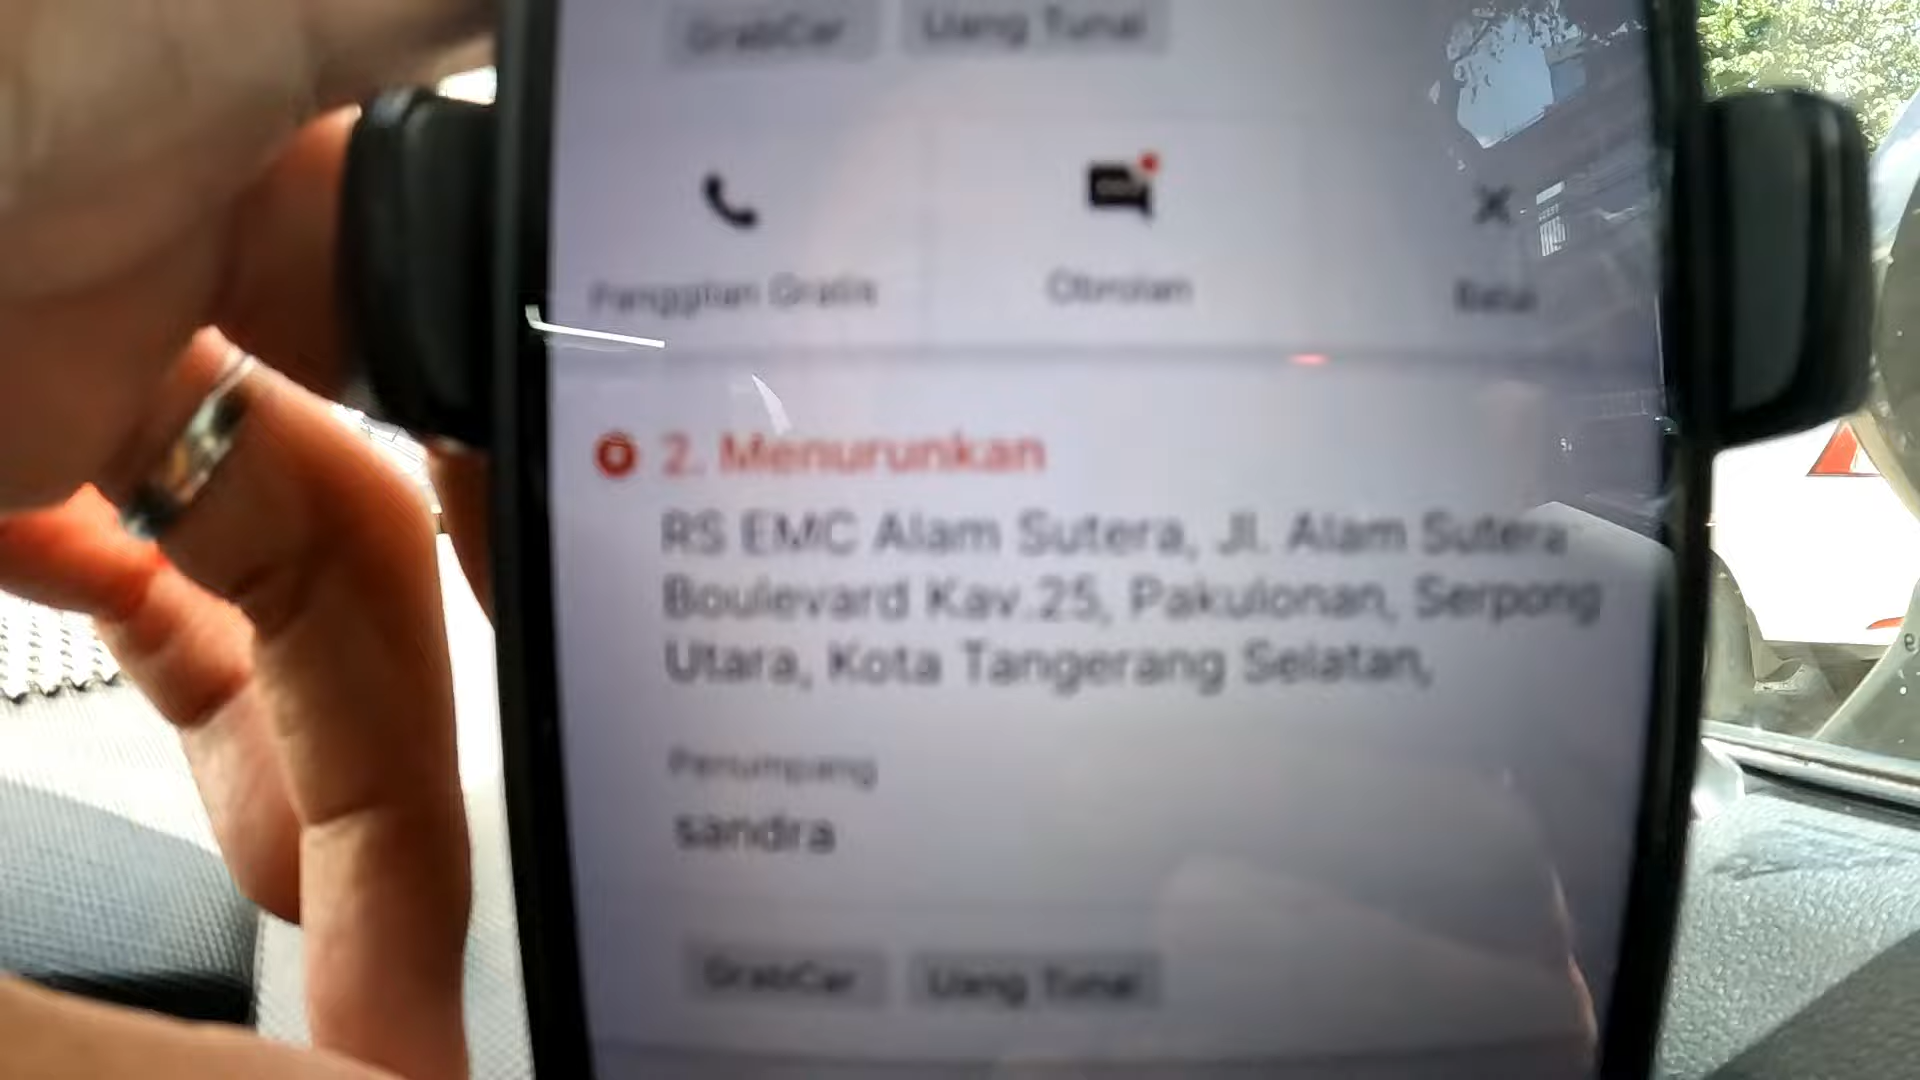 GrabCar Uang Tunai
Panggilan Gratis Obrolan Batal
2. Menurunkan
RS EMC Alam Sutera, Jl. Alam Sutera
Boulevard Kav.25, Pakulonan, Serpong
Utara, Kota Tangerang Selatan,
Penumpang
sandra
GrabCar Uang Tunai